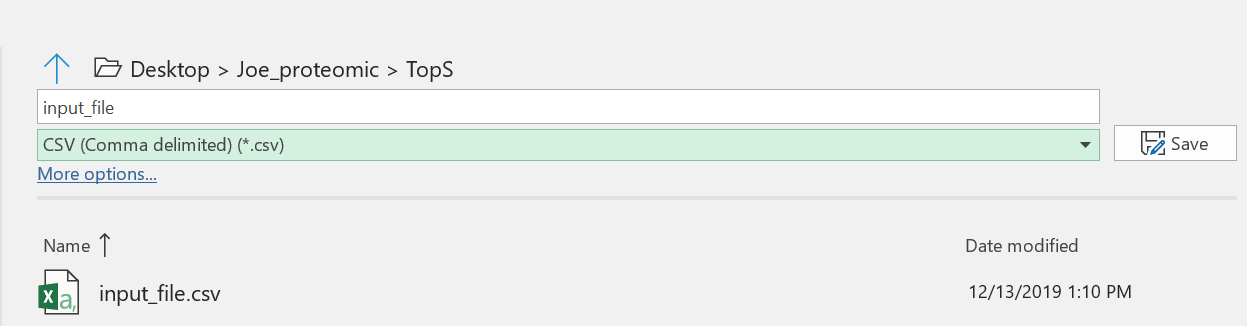 Desktop > Joe_proteomic > TopS
input_file
CSV (Comma delimited) (*.csv)
Save
More options...
Name Date modified
input_file.csv 12/13/2019 1:10 PM